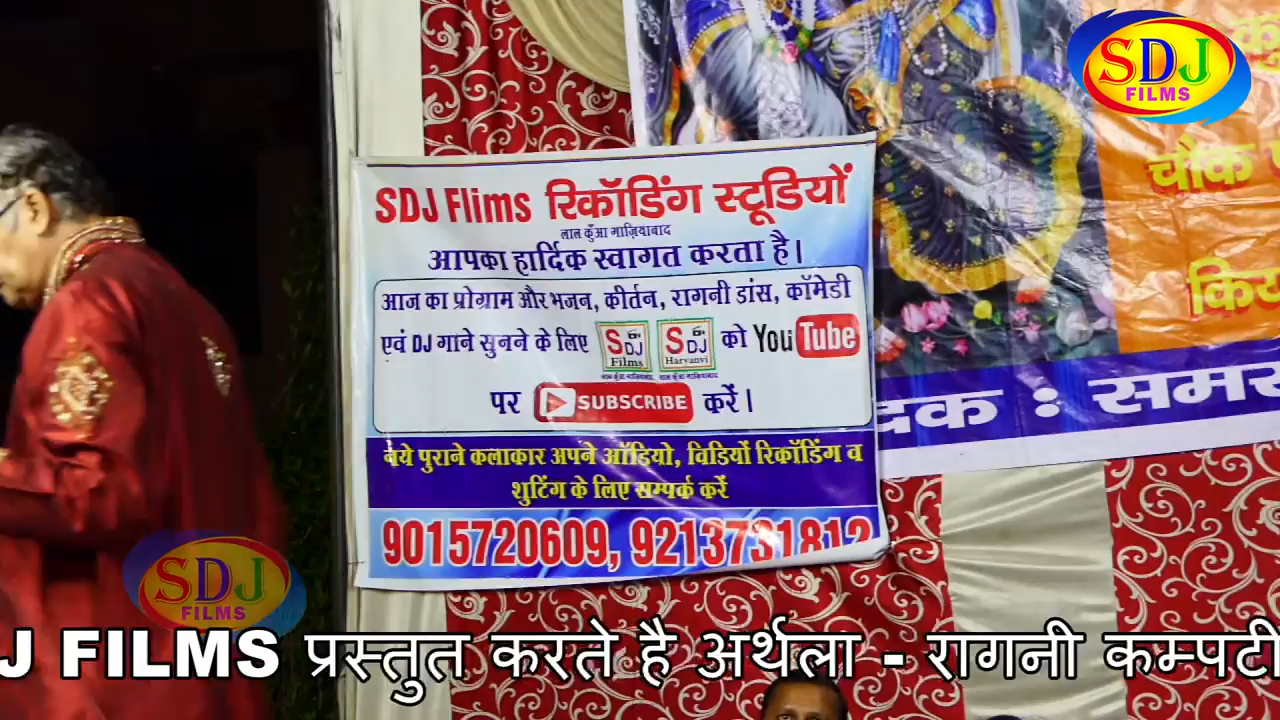 SDJ
FILMS
चौक
SDJ Flims रिकॉडिंग स्टूडियों
लाल कुँआ गाज़ियाबाद
आपका हार्दिक स्वागत करता है।
आज का प्रोग्राम और भजन, कीर्तन, रागनी डांस, कॉमेडी
एवं DJ गाने सुनने के लिए SDJ Films SDJ Haryanvi को YouTube
लाल कुँआ गाज़ियाबाद लाल कुँआ गाज़ियाबाद
पर SUBSCRIBE करें।
दक : समर
नये पुराने कलाकार अपने ऑडियो, विडियों रिकॉडिंग व
शुटिंग के लिए सम्पर्क करें
9015720609, 9213731812
SDJ
FILMS
J FILMS प्रस्तुत करते है अर्थला - रागनी कम्पटी